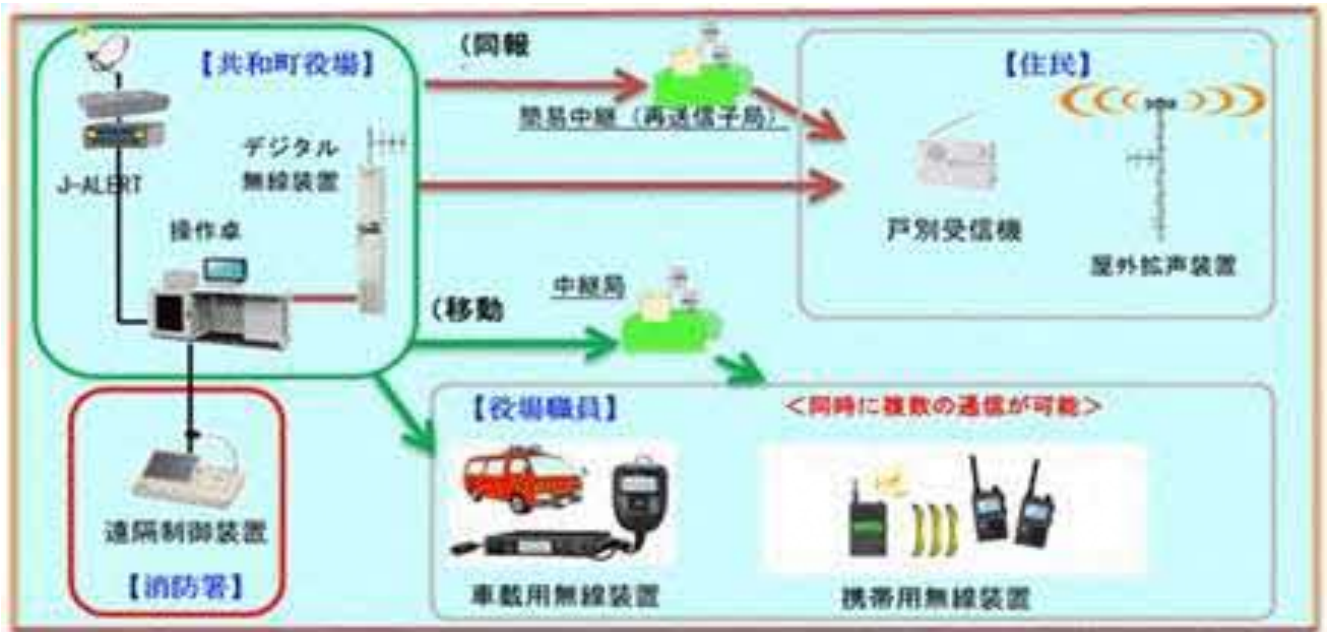 【共和町役場】
J-ALERT
デジタル
無線装置
操作卓
(同報
簡易中継（再送信子局）
【住民】
戸別受信機
屋外拡声装置
(移動
中継局
遠隔制御装置
【消防署】
【役場職員】
＜同時に複数の通信が可能＞
車載用無線装置
携帯用無線装置